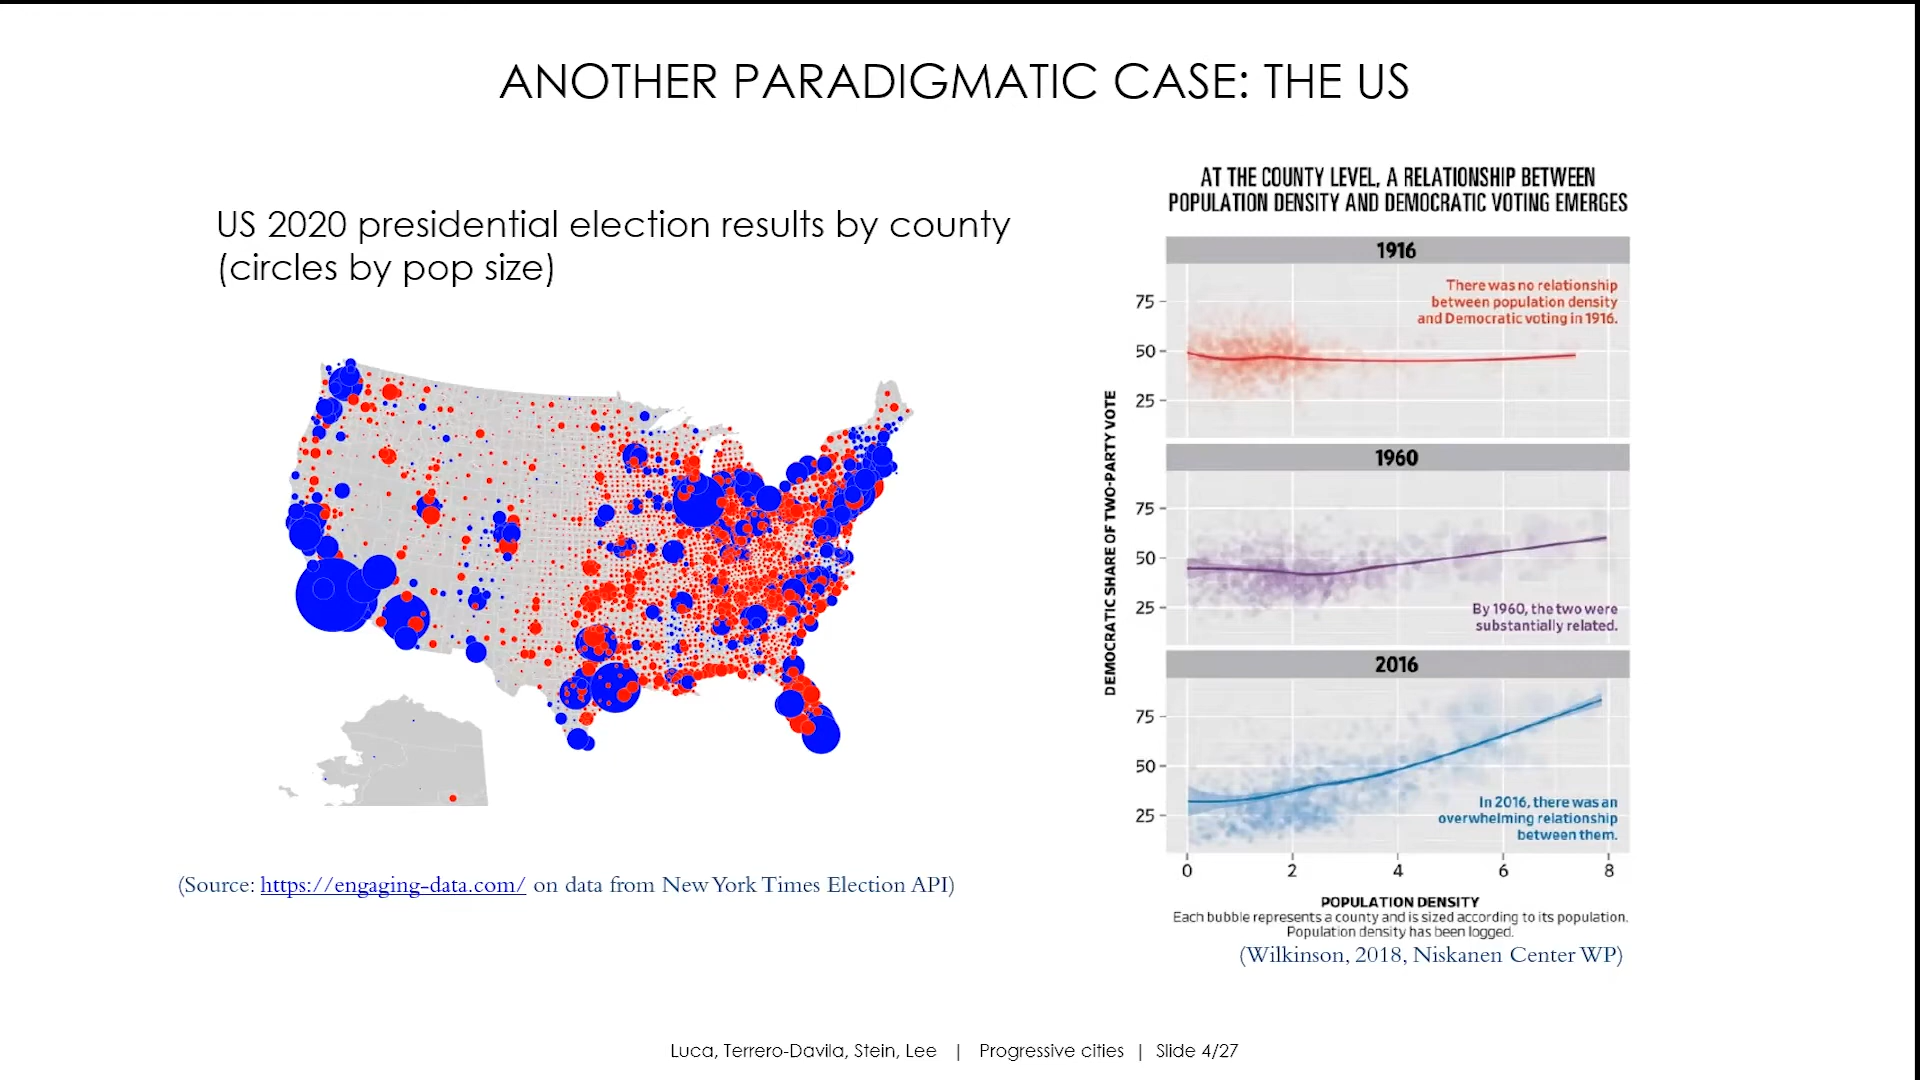 ANOTHER PARADIGMATIC CASE: THE US
US 2020 presidential election results by county
(circles by pop size)
(Source: https://engaging-data.com/ on data from New York Times Election API)
AT THE COUNTY LEVEL, A RELATIONSHIP BETWEEN
POPULATION DENSITY AND DEMOCRATIC VOTING EMERGES
DEMOCRATIC SHARE OF TWO-PARTY VOTE
1916
There was no relationship
between population density
and Democratic voting in 1916.
75
50
25
1960
75
50
25
By 1960, the two were
substantially related.
2016
75
50
25
In 2016, there was an
overwhelming relationship
between them.
0 2 4 6 8
POPULATION DENSITY
Each bubble represents a county and is sized according to its population.
Population density has been logged.
(Wilkinson, 2018, Niskanen Center WP)
Luca, Terrero-Davila, Stein, Lee | Progressive cities | Slide 4/27